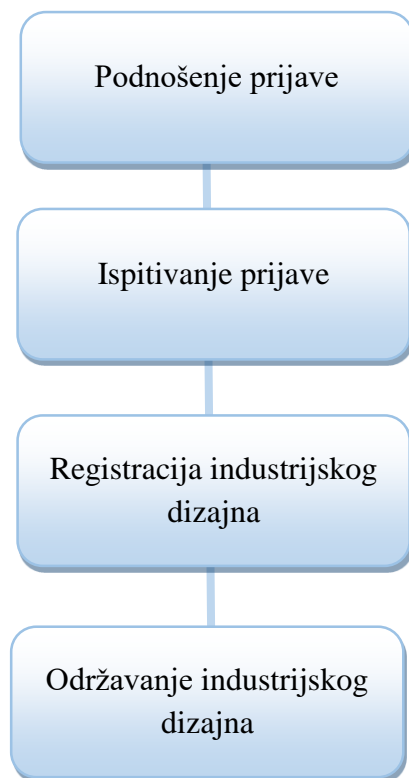 Podnošenje prijave
Ispitivanje prijave
Registracija industrijskog
dizajna
Održavanje industrijskog
dizajna